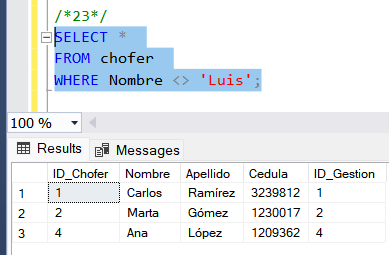 /*23*/
SELECT *
FROM chofer
WHERE Nombre <> 'Luis';
100 %
Results Messages
ID_Chofer Nombre Apellido Cedula ID_Gestion
1 1 Carlos Ramírez 3239812 1
2 2 Marta Gómez 1230017 2
3 4 Ana López 1209362 4